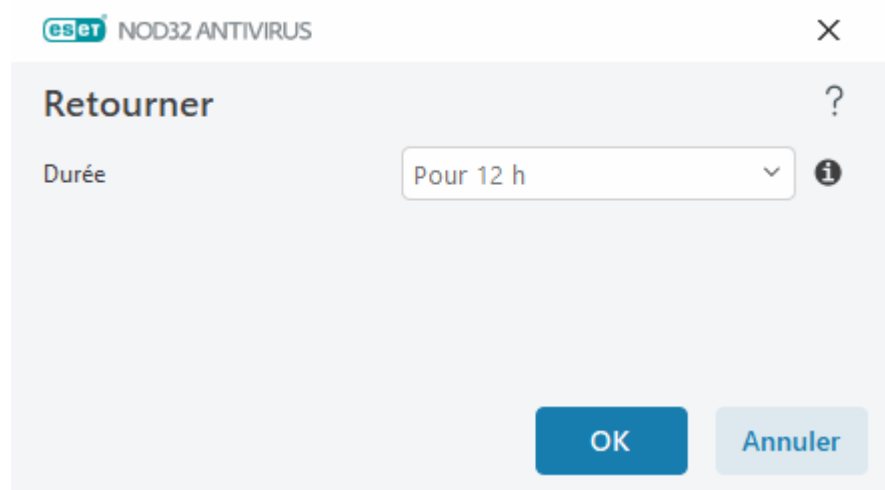 eseT NOD32 ANTIVIRUS
Retourner
?
Durée
Pour 12 h
OK
Annuler